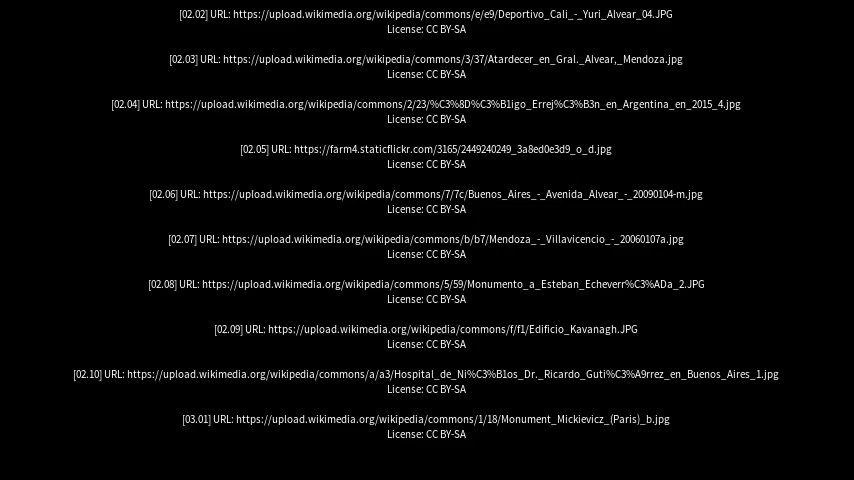 [02.02] URL: https://upload.wikimedia.org/wikipedia/commons/e/e9/Deportivo_Cali_-_Yuri_Alvear_04.JPG
License: CC BY-SA
[02.03] URL: https://upload.wikimedia.org/wikipedia/commons/3/37/Atardecer_en_Gral._Alvear,_Mendoza.jpg
License: CC BY-SA
[02.04] URL: https://upload.wikimedia.org/wikipedia/commons/2/23/%C3%8D%C3%B1igo_Errej%C3%B3n_en_Argentina_en_2015_4.jpg
License: CC BY-SA
[02.05] URL: https://farm4.staticflickr.com/3165/2449240249_3a8ed0e3d9_o_d.jpg
License: CC BY-SA
[02.06] URL: https://upload.wikimedia.org/wikipedia/commons/7/7c/Buenos_Aires_-_Avenida_Alvear_-_20090104-m.jpg
License: CC BY-SA
[02.07] URL: https://upload.wikimedia.org/wikipedia/commons/b/b7/Mendoza_-_Villavicencio_-_20060107a.jpg
License: CC BY-SA
[02.08] URL: https://upload.wikimedia.org/wikipedia/commons/5/59/Monumento_a_Esteban_Echeverr%C3%ADa_2.JPG
License: CC BY-SA
[02.09] URL: https://upload.wikimedia.org/wikipedia/commons/f/f1/Edificio_Kavanagh.JPG
License: CC BY-SA
[02.10] URL: https://upload.wikimedia.org/wikipedia/commons/a/a3/Hospital_de_Ni%C3%B1os_Dr._Ricardo_Guti%C3%A9rrez_en_Buenos_Aires_1.jpg
License: CC BY-SA
[03.01] URL: https://upload.wikimedia.org/wikipedia/commons/1/18/Monument_Mickievicz_(Paris)_b.jpg
License: CC BY-SA